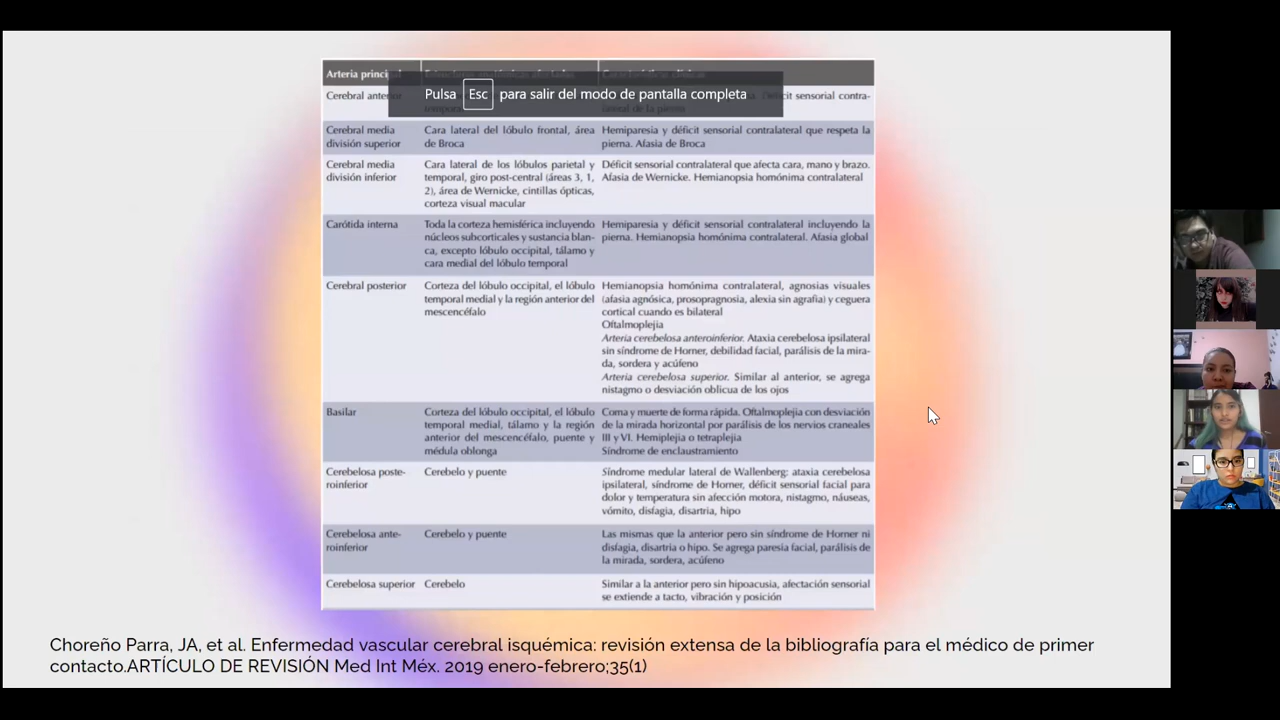 Arteria principal
Estructuras anatómicas afectadas
Características clínicas
Pulsa Esc para salir del modo de pantalla completa
Cerebral anterior
Déficit sensorial contra-
lateral de la pierna
Cerebral media
división superior
Cara lateral del lóbulo frontal, área
de Broca
Hemiparesia y déficit sensorial contralateral que respeta la
pierna. Afasia de Broca
Cerebral media
división inferior
Cara lateral de los lóbulos parietal y
temporal, giro post-central (áreas 3, 1,
2), área de Wernicke, cintillas ópticas,
corteza visual macular
Déficit sensorial contralateral que afecta cara, mano y brazo.
Afasia de Wernicke. Hemianopsia homónima contralateral
Carótida interna
Toda la corteza hemisférica incluyendo
núcleos subcorticales y sustancia blan-
ca, excepto lóbulo occipital, tálamo y
cara medial del lóbulo temporal
Hemiparesia y déficit sensorial contralateral incluyendo la
pierna. Hemianopsia homónima contralateral. Afasia global
Cerebral posterior
Corteza del lóbulo occipital, el lóbulo
temporal medial y la región anterior del
mescencéfalo
Hemianopsia homónima contralateral, agnosias visuales
(afasia agnósica, prosopragnosia, alexia sin agrafia) y ceguera
cortical cuando es bilateral
Oftalmoplejia
Arteria cerebelosa anteroinferior. Ataxia cerebelosa ipsilateral
sin síndrome de Horner, debilidad facial, parálisis de la mira-
da, sordera y acúfeno
Arteria cerebelosa superior. Similar al anterior, se agrega
nistagmo o desviación oblicua de los ojos
Basilar
Corteza del lóbulo occipital, el lóbulo
temporal medial, tálamo y la región
anterior del mescencéfalo, puente y
médula oblonga
Coma y muerte de forma rápida. Oftalmoplejia con desviación
de la mirada horizontal por parálisis de los nervios craneales
III y VI. Hemiplejia o tetraplejia
Síndrome de enclaustramiento
Cerebelosa poste-
roinferior
Cerebelo y puente
Síndrome medular lateral de Wallenberg: ataxia cerebelosa
ipsilateral, síndrome de Horner, déficit sensorial facial para
dolor y temperatura sin afección motora, nistagmo, náuseas,
vómito, disfagia, disartria, hipo
Cerebelosa ante-
roinferior
Cerebelo y puente
Las mismas que la anterior pero sin síndrome de Horner ni
disfagia, disartria o hipo. Se agrega paresia facial, parálisis de
la mirada, sordera, acúfeno
Cerebelosa superior
Cerebelo
Similar a la anterior pero sin hipoacusia, afectación sensorial
se extiende a tacto, vibración y posición
Choreño Parra, JA, et al. Enfermedad vascular cerebral isquémica: revisión extensa de la bibliografía para el médico de primer
contacto.ARTÍCULO DE REVISIÓN Med Int Méx. 2019 enero-febrero;35(1)